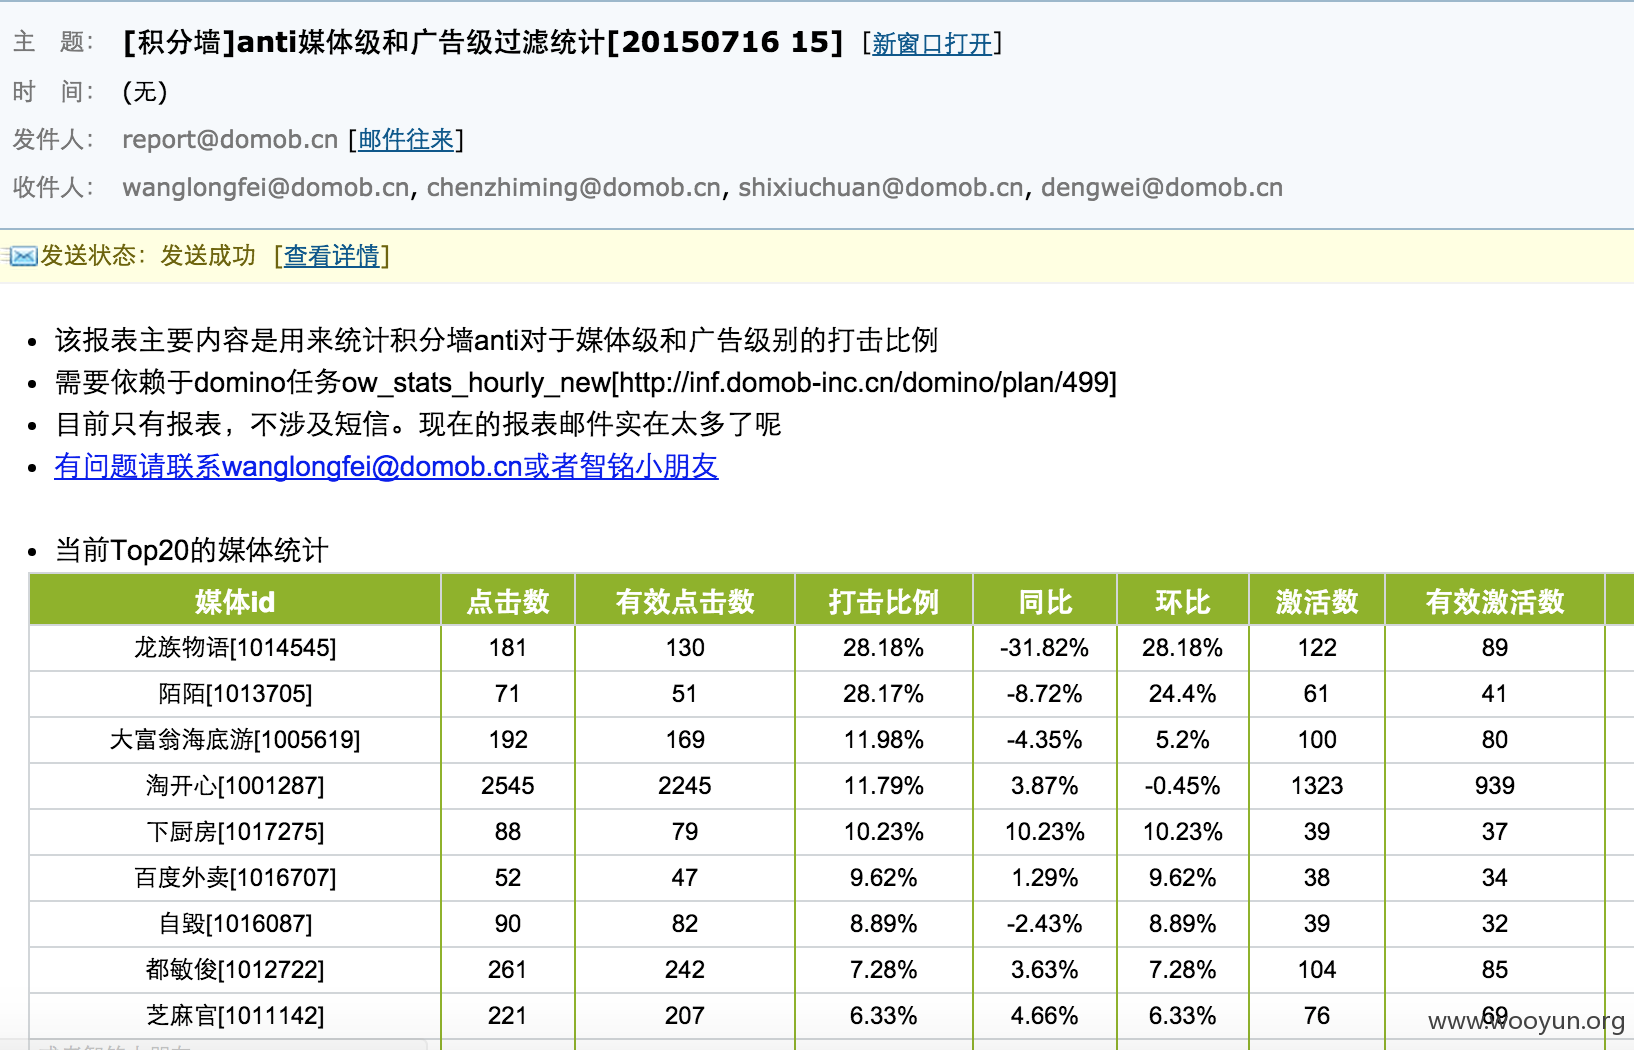 主 题： [积分墙]anti媒体级和广告级过滤统计[20150716 15] [新窗口打开]
时 间： (无)
发件人： report@domob.cn [邮件往来]
收件人： wanglongfei@domob.cn, chenzhiming@domob.cn, shixiuchuan@domob.cn, dengwei@domob.cn
发送状态：发送成功 [查看详情]
• 该报表主要内容是用来统计积分墙anti对于媒体级和广告级别的打击比例
• 需要依赖于domino任务ow_stats_hourly_new[http://inf.domob-inc.cn/domino/plan/499]
• 目前只有报表，不涉及短信。现在的报表邮件实在太多了呢
• 有问题请联系wanglongfei@domob.cn或者智铭小朋友
• 当前Top20的媒体统计
媒体id 点击数 有效点击数 打击比例 同比 环比 激活数 有效激活数
龙族物语[1014545] 181 130 28.18% -31.82% 28.18% 122 89
陌陌[1013705] 71 51 28.17% -8.72% 24.4% 61 41
大富翁海底游[1005619] 192 169 11.98% -4.35% 5.2% 100 80
淘开心[1001287] 2545 2245 11.79% 3.87% -0.45% 1323 939
下厨房[1017275] 88 79 10.23% 10.23% 10.23% 39 37
百度外卖[1016707] 52 47 9.62% 1.29% 9.62% 38 34
自毁[1016087] 90 82 8.89% -2.43% 8.89% 39 32
都敏俊[1012722] 261 242 7.28% 3.63% 7.28% 104 85
芝麻官[1011142] 221 207 6.33% 4.66% 6.33% 76 69
www.wooyun.org